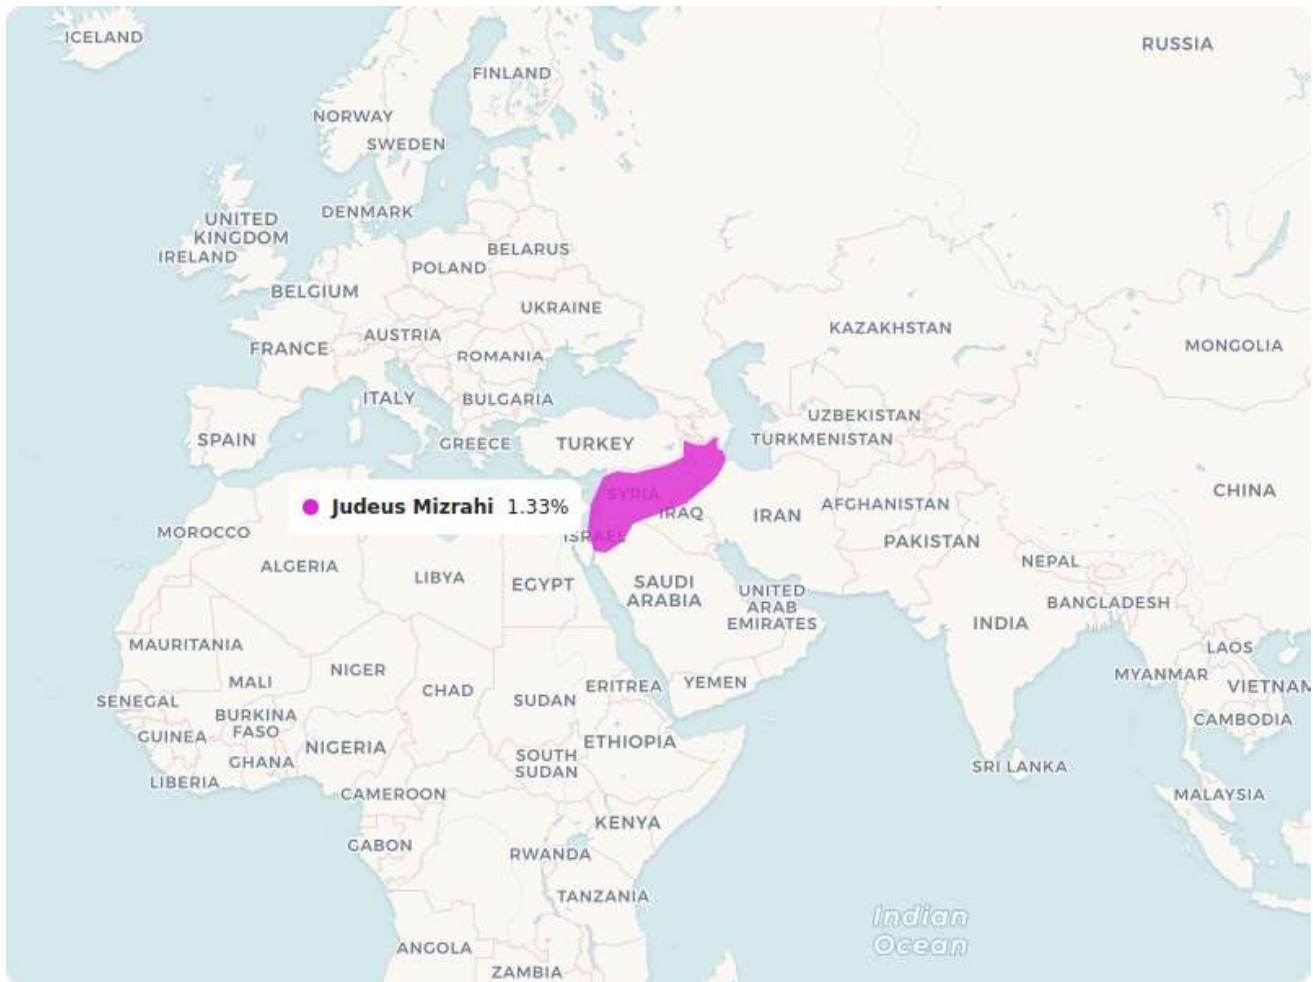 ICELAND
RUSSIA
FINLAND
NORWAY
SWEDEN
DENMARK
UNITED
KINGDOM
IRELAND
BELARUS
POLAND
BELGIUM
UKRAINE
KAZAKHSTAN
AUSTRIA
FRANCE
ROMANIA
MONGOLIA
ITALY
BULGARIA
UZBEKISTAN
SPAIN
GREECE
TURKEY
TURKMENISTAN
SYRIA
CHINA
Judeus Mizrahi 1.33%
IRAQ
IRAN
AFGHANISTAN
MOROCCO
ISRAEL
PAKISTAN
NEPAL
ALGERIA
LIBYA
EGYPT
SAUDI
ARABIA
UNITED
ARAB
EMIRATES
BANGLADESH
INDIA
MAURITANIA
LAOS
NIGER
MALI
CHAD
SUDAN
ERITREA
YEMEN
MYANMAR
VIETNAM
SENEGAL
BURKINA
FASO
GUINEA
NIGERIA
ETHIOPIA
CAMBODIA
GHANA
SOUTH
SUDAN
SRI LANKA
LIBERIA
CAMEROON
MALAYSIA
KENYA
GABON
RWANDA
TANZANIA
Indian
Ocean
ANGOLA
ZAMBIA